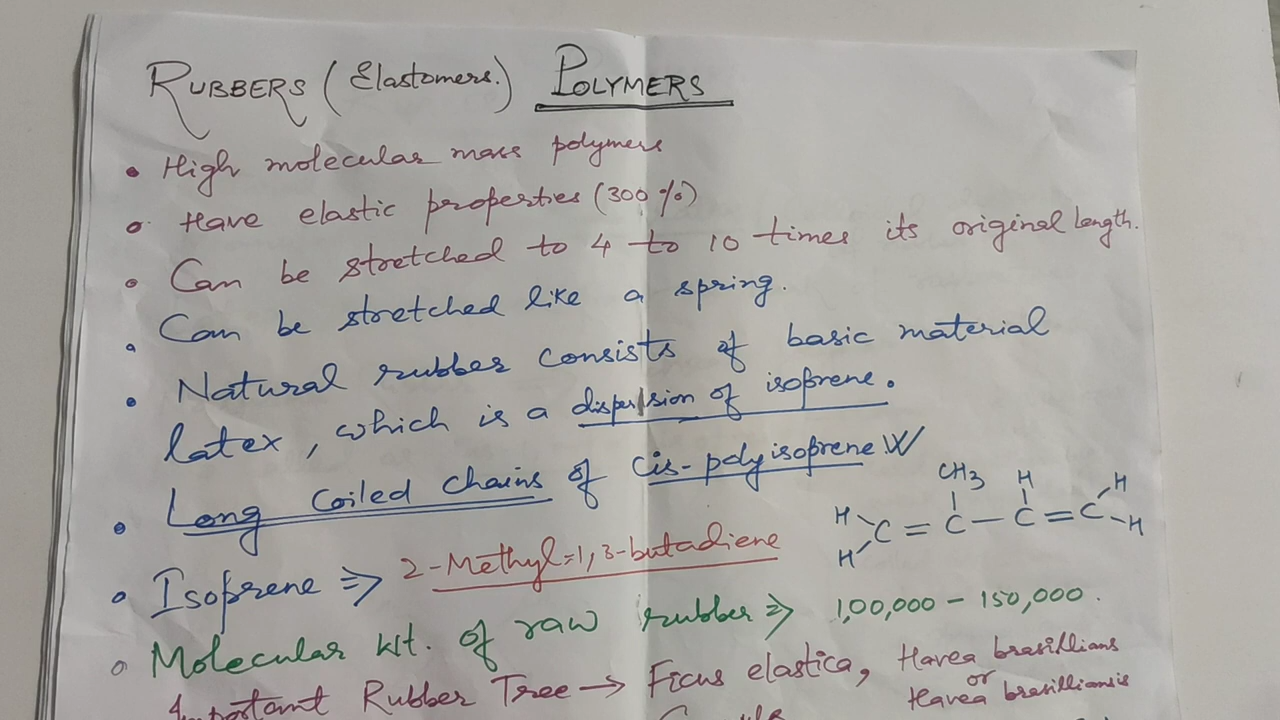 RUBBERS (Elastomers.) POLYMERS
• High molecular mass polymers
• Have elastic properties (300 %)
• Can be stretched to 4 to 10 times its original length.
• Can be stretched like a spring.
• Natural rubber consists of basic material
latex, which is a dispersion of isoprene.
• Long Coiled chains of Cis-polyisoprene
CH3 H H
H C = C — C = C H
H
• Isoprene ⇒ 2-Methyl-1,3-butadiene
• Molecular Wt. of raw rubber ⇒ 1,00,000 - 150,000.
Important Rubber Tree → Ficus elastica, Havea brasillians
or
Havea brasilliansis